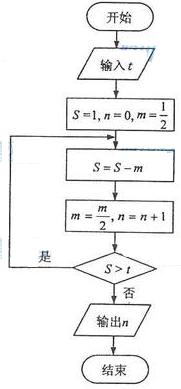 开始
输入t
S=1, n=0, m=1/2
S=S-m
m=m/2, n=n+1
是
S>t
否
输出n
结束